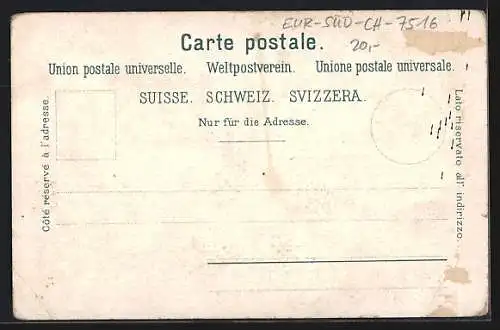 EUR-SÜD-CH-7516
20,-
Carte postale.
Union postale universelle. Weltpostverein. Unione postale universale.
SUISSE. SCHWEIZ. SVIZZERA.
Nur für die Adresse.
Côté réservé à l'adresse.
Lato riservato all' indirizzo.